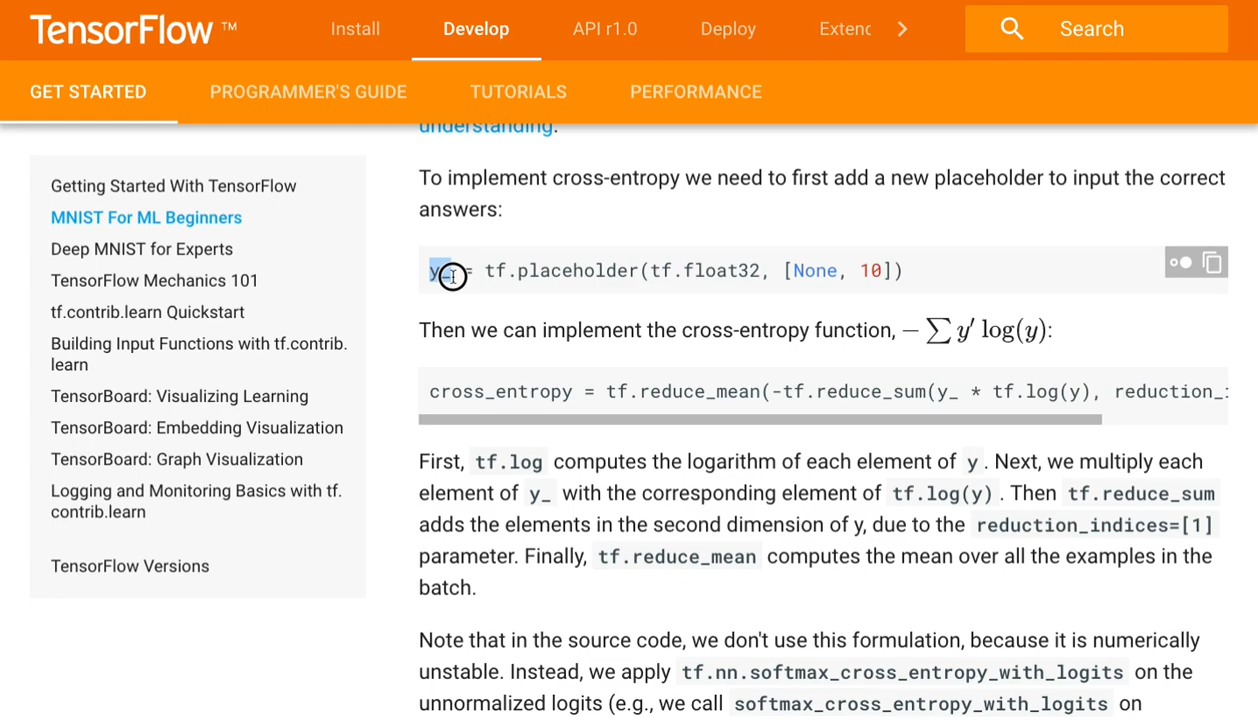 TensorFlow ™
Install Develop API r1.0 Deploy Extenc Search
GET STARTED PROGRAMMER'S GUIDE TUTORIALS PERFORMANCE
understanding.
Getting Started With TensorFlow
MNIST For ML Beginners
Deep MNIST for Experts
TensorFlow Mechanics 101
tf.contrib.learn Quickstart
Building Input Functions with tf.contrib.
learn
TensorBoard: Visualizing Learning
TensorBoard: Embedding Visualization
TensorBoard: Graph Visualization
Logging and Monitoring Basics with tf.
contrib.learn
TensorFlow Versions
To implement cross-entropy we need to first add a new placeholder to input the correct
answers:
y_ = tf.placeholder(tf.float32, [None, 10])
Then we can implement the cross-entropy function, − ∑ y′ log(y):
cross_entropy = tf.reduce_mean(-tf.reduce_sum(y_ * tf.log(y), reduction_
First, tf.log computes the logarithm of each element of y . Next, we multiply each
element of y_ with the corresponding element of tf.log(y) . Then tf.reduce_sum
adds the elements in the second dimension of y, due to the reduction_indices=[1]
parameter. Finally, tf.reduce_mean computes the mean over all the examples in the
batch.
Note that in the source code, we don't use this formulation, because it is numerically
unstable. Instead, we apply tf.nn.softmax_cross_entropy_with_logits on the
unnormalized logits (e.g., we call softmax_cross_entropy_with_logits on